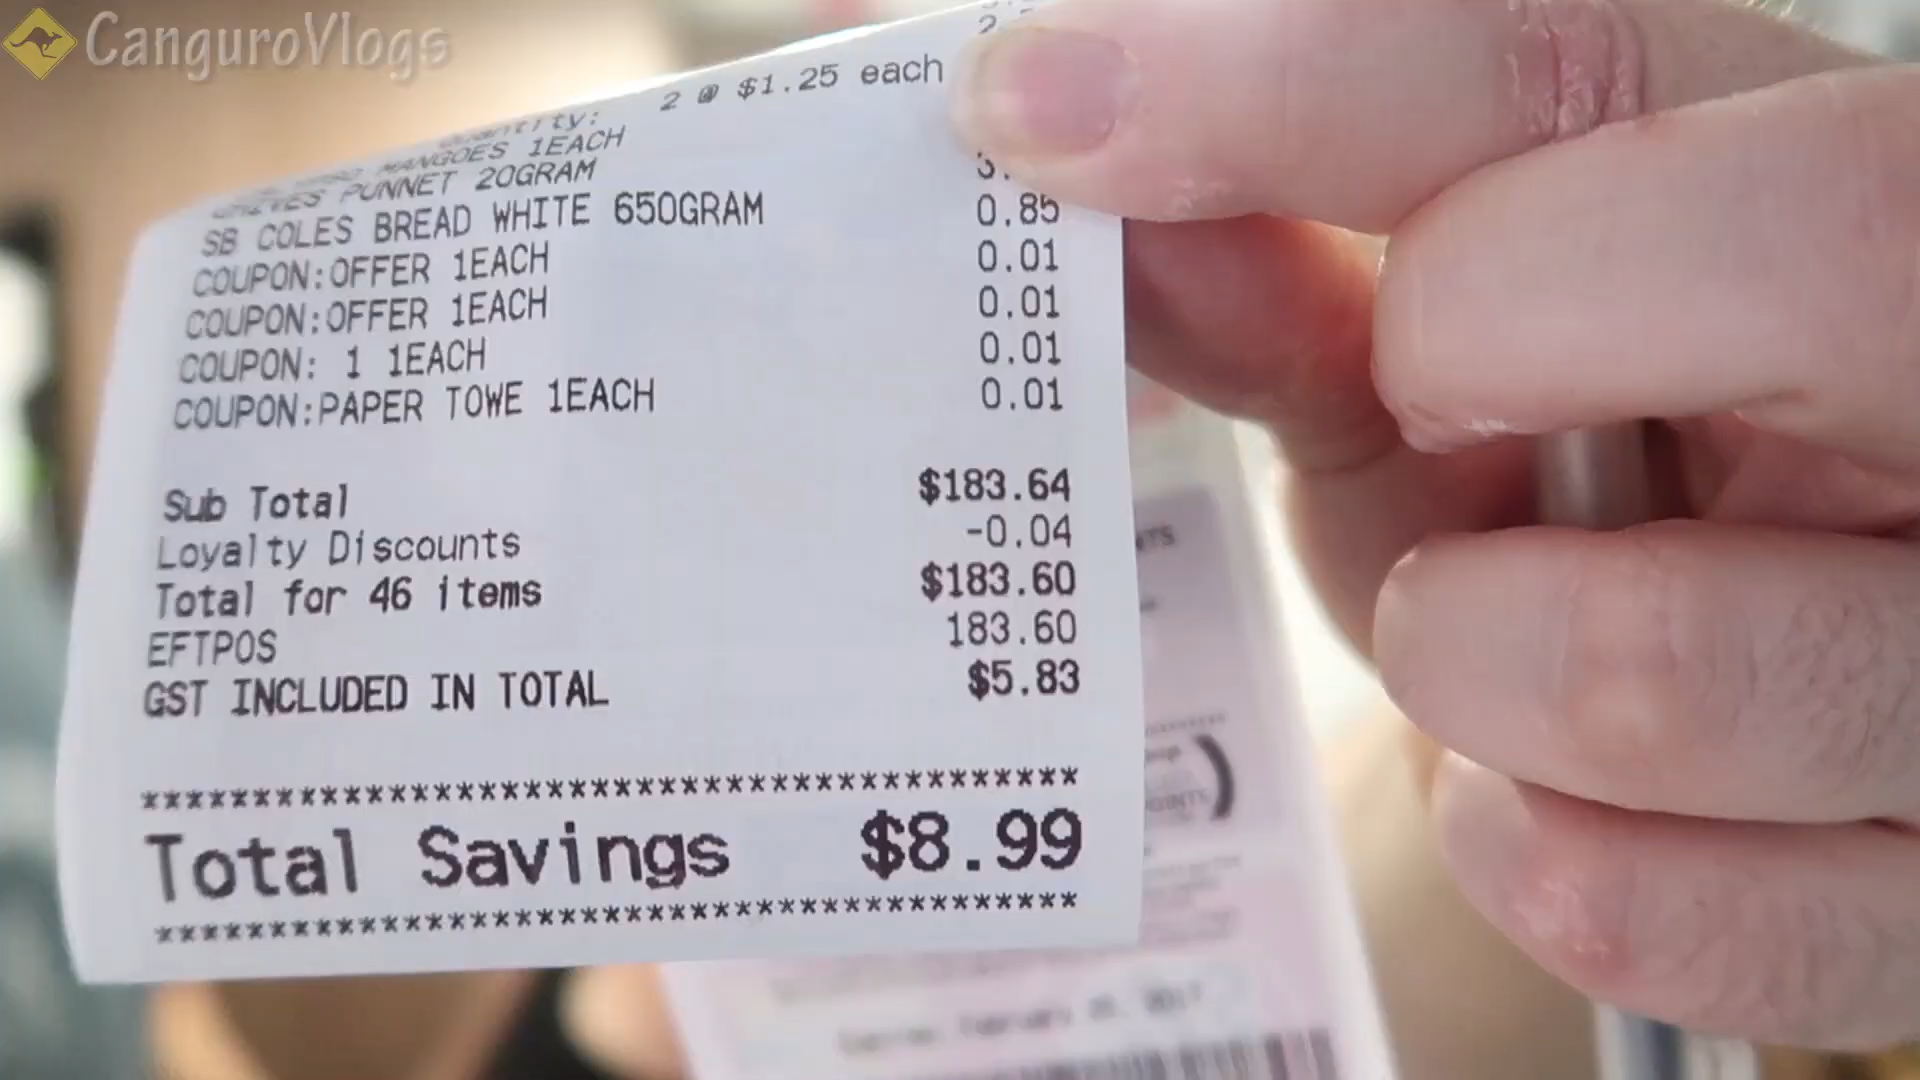 CanguroVlogs
2 @ $1.25 each
Quantity:
MANGOES 1EACH
CHIVES PUNNET 20GRAM 3.
SB COLES BREAD WHITE 650GRAM 0.85
COUPON:OFFER 1EACH 0.01
COUPON:OFFER 1EACH 0.01
COUPON: 1 1EACH 0.01
COUPON:PAPER TOWE 1EACH 0.01
Sub Total $183.64
Loyalty Discounts -0.04
Total for 46 items $183.60
EFTPOS 183.60
GST INCLUDED IN TOTAL $5.83
******************************************
Total Savings $8.99
******************************************